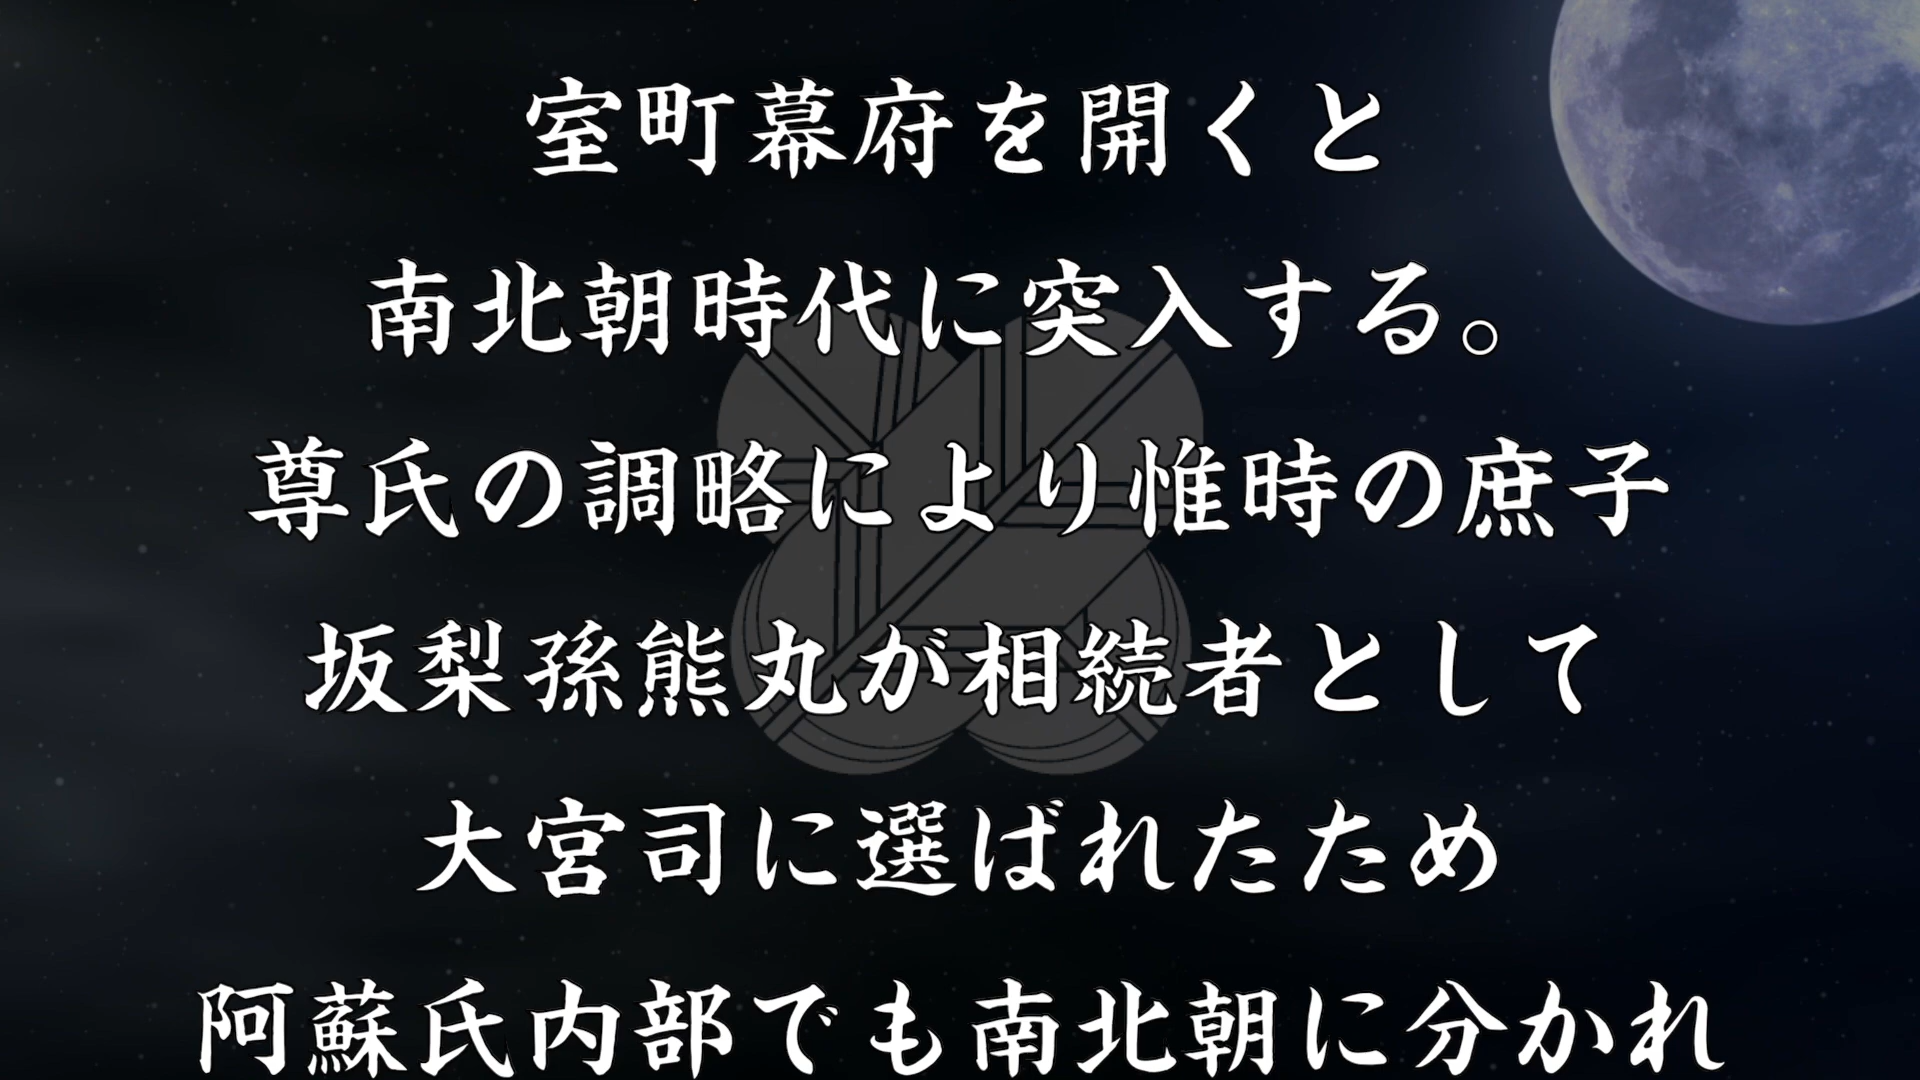 室町幕府を開くと
南北朝時代に突入する。
尊氏の調略により惟時の庶子
坂梨孫熊丸が相続者として
大宮司に選ばれたため
阿蘇氏内部でも南北朝に分かれ